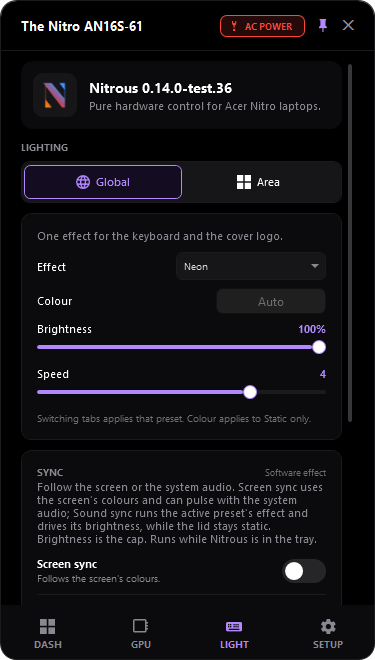 The Nitro AN16S-61
AC POWER
Nitrous 0.14.0-test.36
Pure hardware control for Acer Nitro laptops.
LIGHTING
Global
Area
One effect for the keyboard and the cover logo.
Effect
Neon
Colour
Auto
Brightness
100%
Speed
4
Switching tabs applies that preset. Colour applies to Static only.
SYNC
Software effect
Follow the screen or the system audio. Screen sync uses
the screen's colours and can pulse with the system
audio; Sound sync runs the active preset's effect and
drives its brightness, while the lid stays static.
Brightness is the cap. Runs while Nitrous is in the tray.
Screen sync
Follows the screen's colours.
DASH
GPU
LIGHT
SETUP